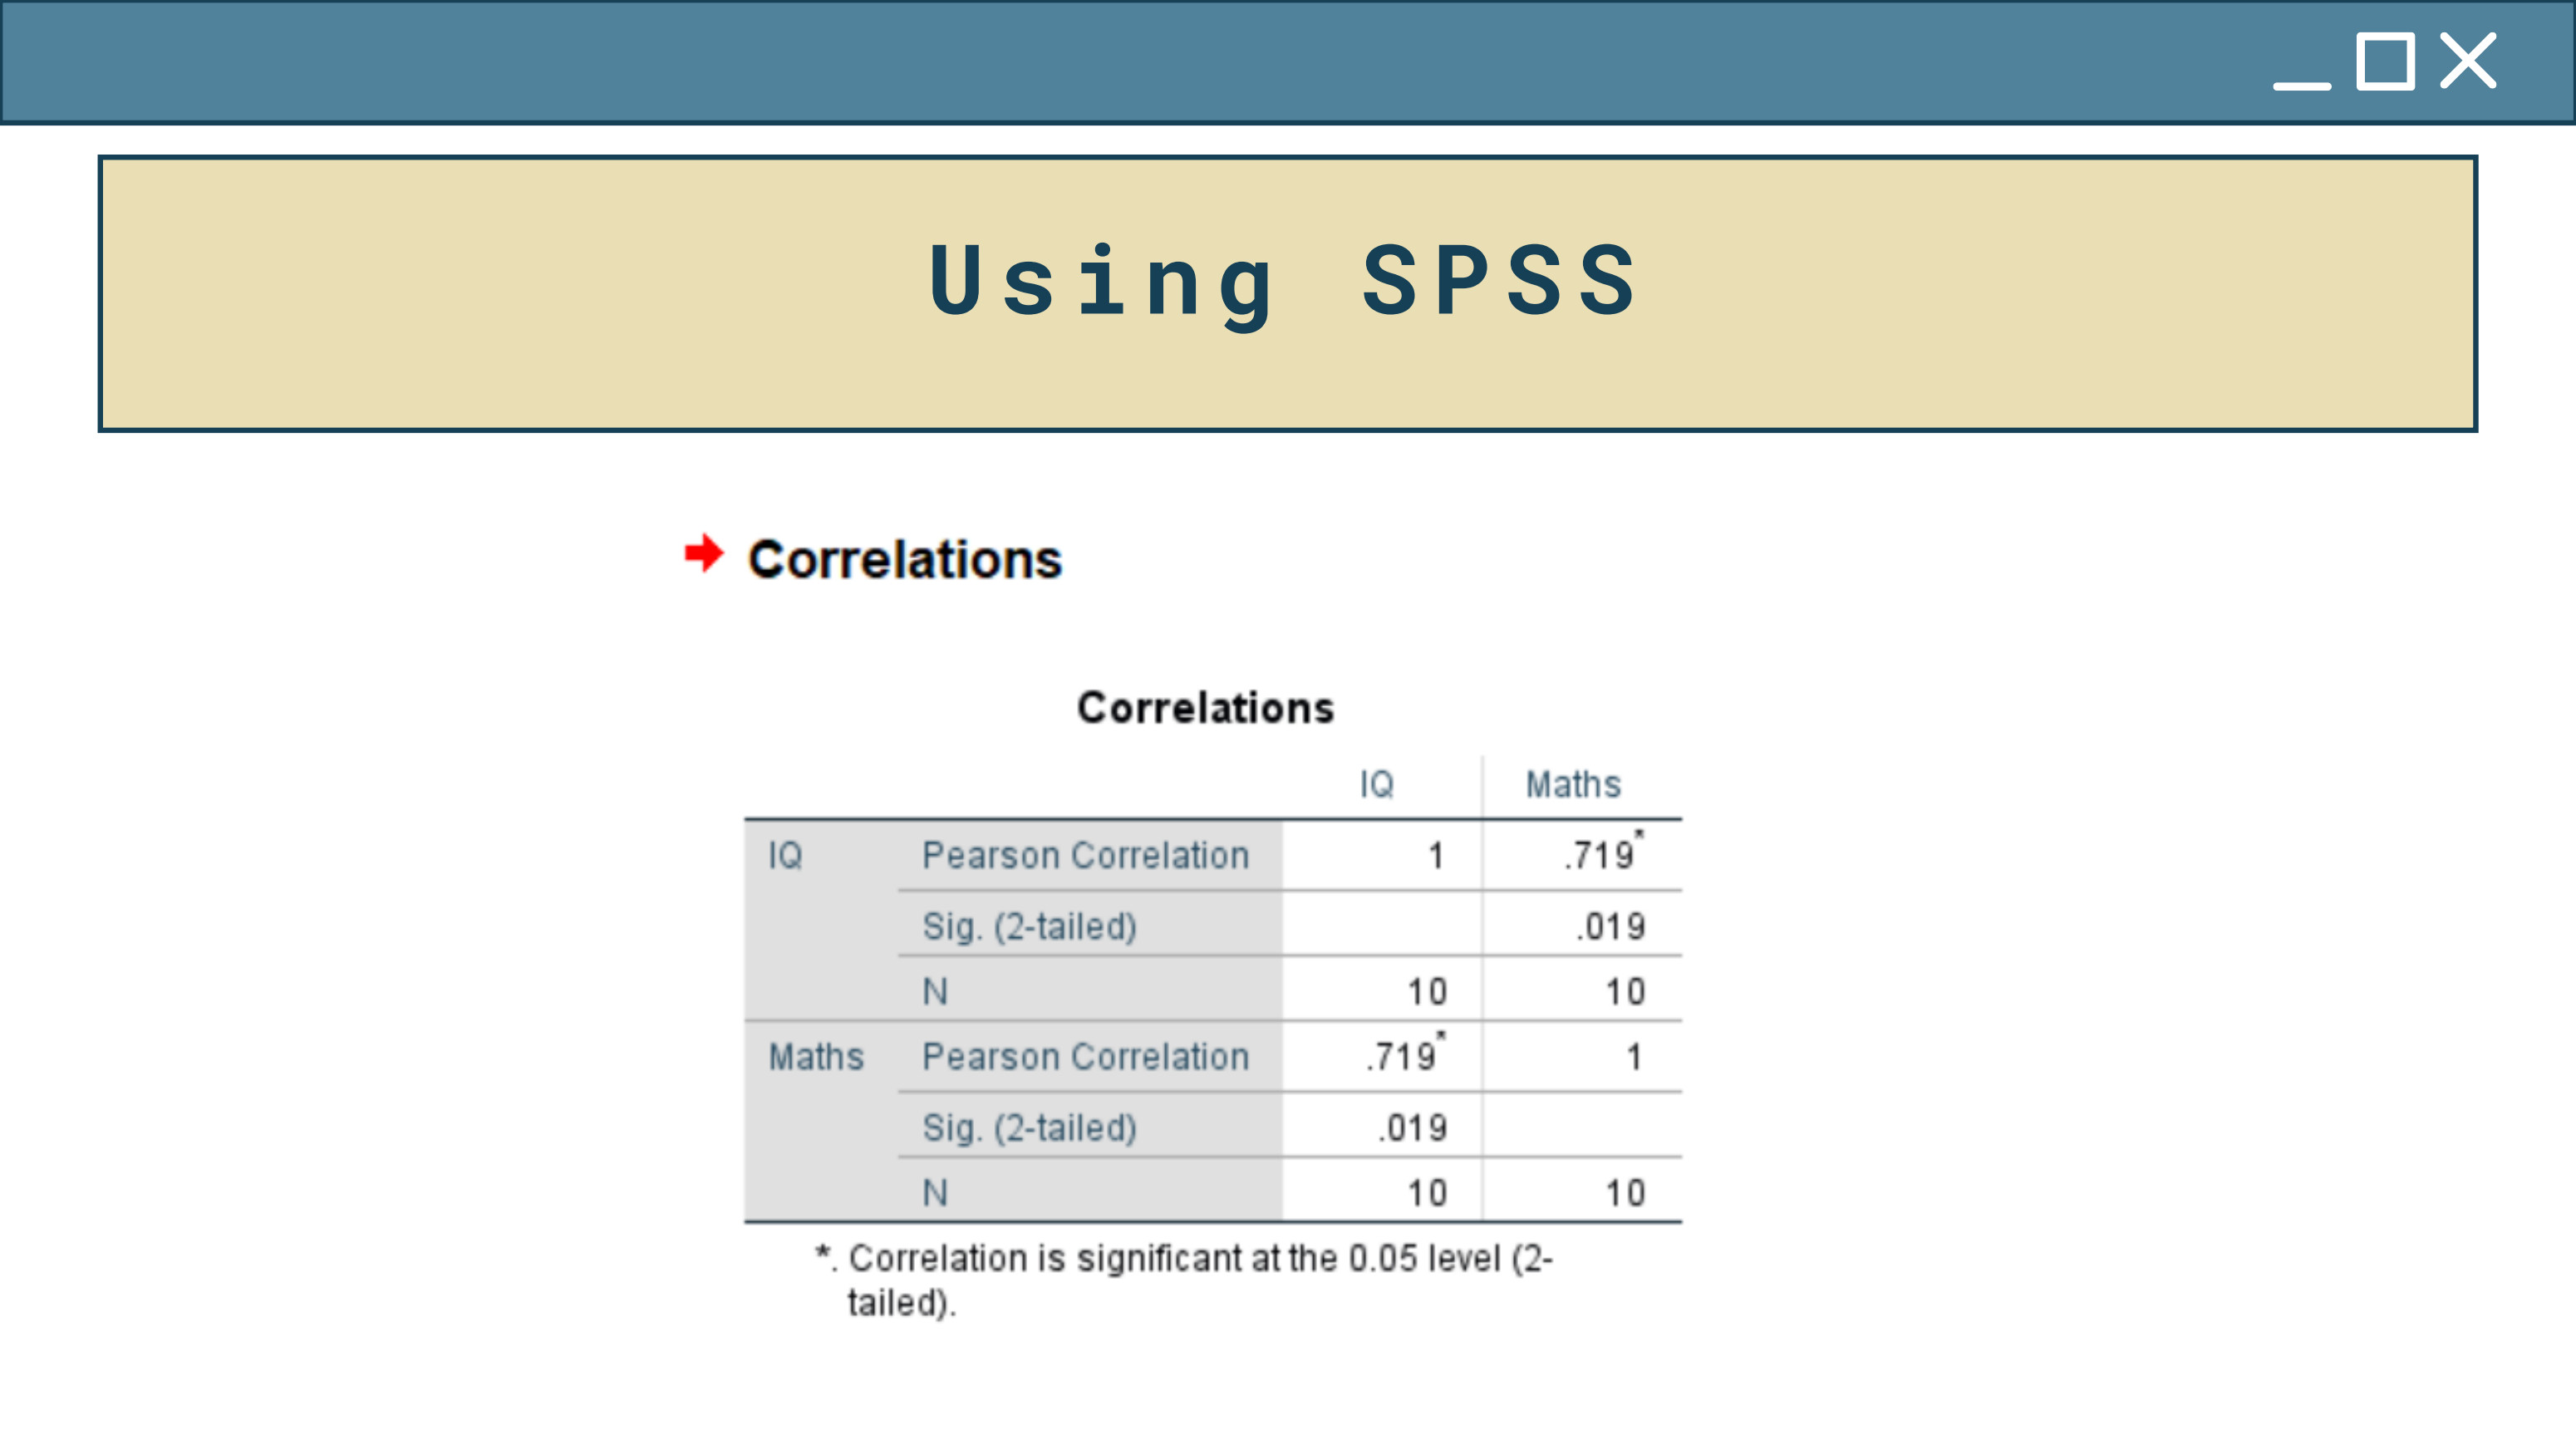 Using SPSS
Correlations
Correlations
IQ Maths
IQ Pearson Correlation 1 .719*
Sig. (2-tailed) .019
N 10 10
Maths Pearson Correlation .719* 1
Sig. (2-tailed) .019
N 10 10
*. Correlation is significant at the 0.05 level (2-
tailed).